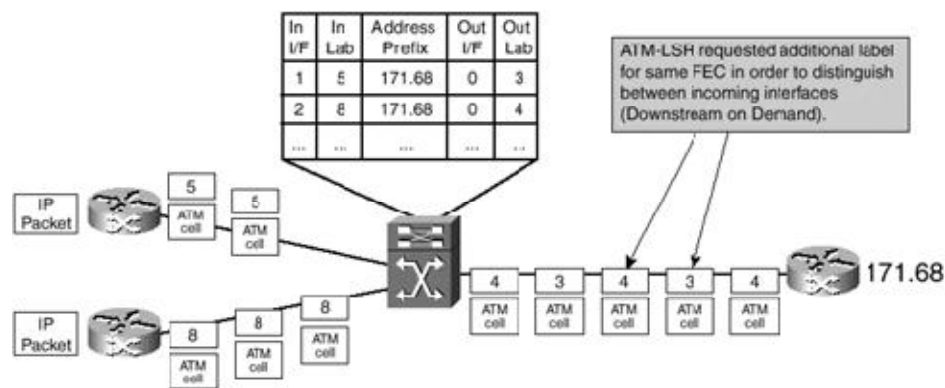 In In Address Out Out
I/F Lab Prefix I/F Lab
1 5 171.68 0 3
2 8 171.68 0 4
... ... ... ... ...
ATM-LSR requested additional label
for same FEC in order to distinguish
between incoming interfaces
(Downstream on Demand).
IP
Packet
5
ATM
cell
5
ATM
cell
IP
Packet
8
ATM
cell
8
ATM
cell
8
ATM
cell
4
ATM
cell
3
ATM
cell
4
ATM
cell
3
ATM
cell
4
ATM
cell
171.68